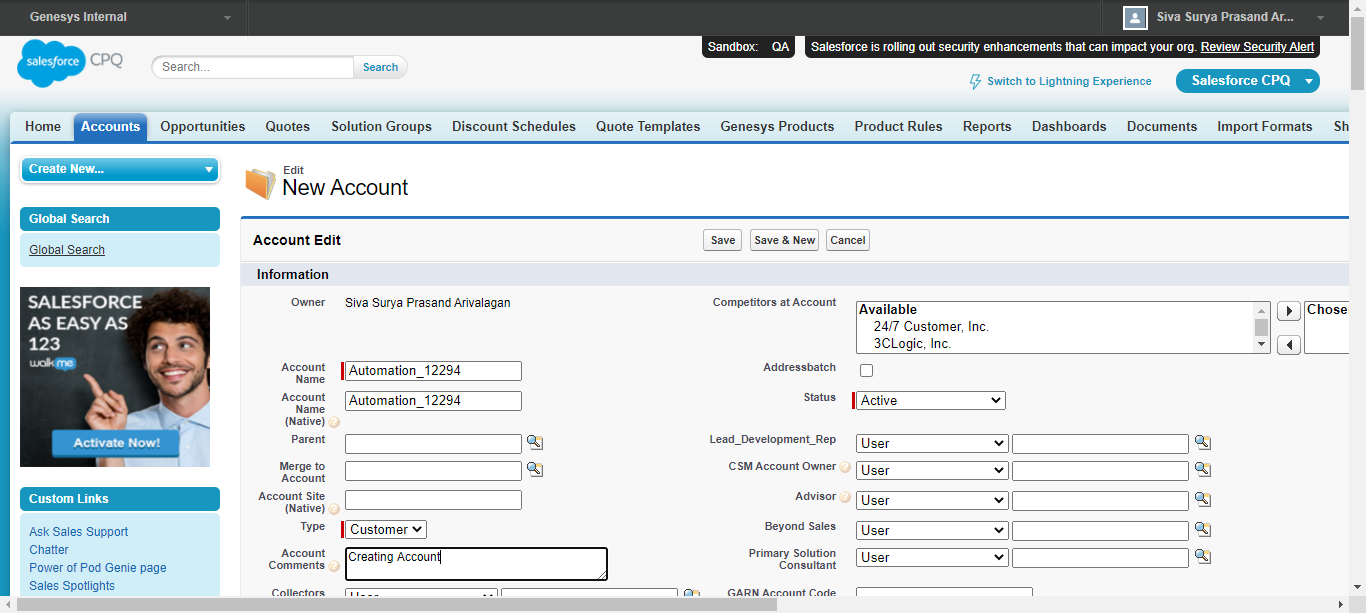 Genesys Internal
Siva Surya Prasand Ar...
salesforce CPQ
Search...
Search
Sandbox: QA
Salesforce is rolling out security enhancements that can impact your org. Review Security Alert
Switch to Lightning Experience
Salesforce CPQ
Home Accounts Opportunities Quotes Solution Groups Discount Schedules Quote Templates Genesys Products Product Rules Reports Dashboards Documents Import Formats Sh
Create New...
Global Search
Global Search
SALESFORCE
AS EASY AS
123
walkme
Activate Now!
Custom Links
Ask Sales Support
Chatter
Power of Pod Genie page
Sales Spotlights
Edit
New Account
Account Edit
Save Save & New Cancel
Information
Owner Siva Surya Prasand Arivalagan
Account
Name Automation_12294
Account
Name
(Native) Automation_12294
Parent
Merge to
Account
Account Site
(Native)
Type Customer
Account
Comments Creating Account
Collectors User
Competitors at Account
Available
24/7 Customer, Inc.
3CLogic, Inc.
Chose
Addressbatch
Status Active
Lead_Development_Rep User
CSM Account Owner User
Advisor User
Beyond Sales User
Primary Solution
Consultant User
GARN Account Code